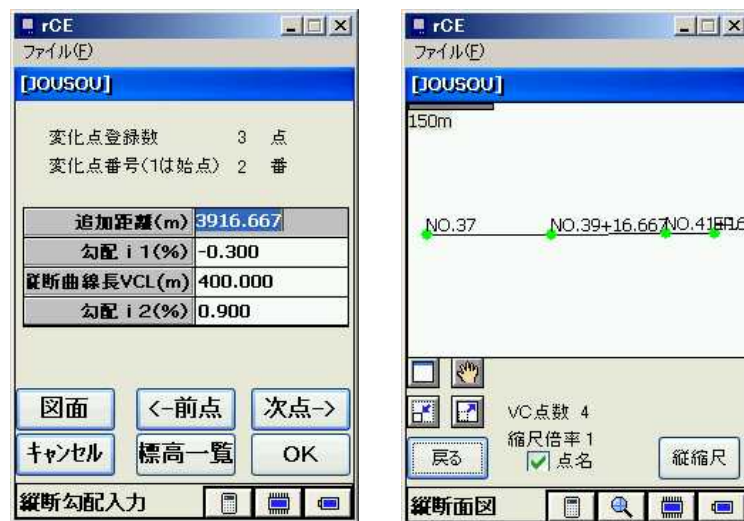 rCE
ファイル(F)
[JOUSOU]
変化点登録数 3 点
変化点番号(1は始点) 2 番
追加距離(m) 3916.667
勾配 i 1(%) -0.300
縦断曲線長VCL(m) 400.000
勾配 i 2(%) 0.900
図面 <-前点 次点->
キャンセル 標高一覧 OK
縦断勾配入力
rCE
ファイル(F)
[JOUSOU]
150m
NO.37 NO.39+16.667 NO.41
VC点数 4
縮尺倍率 1
戻る 点名 縦縮尺
縦断面図